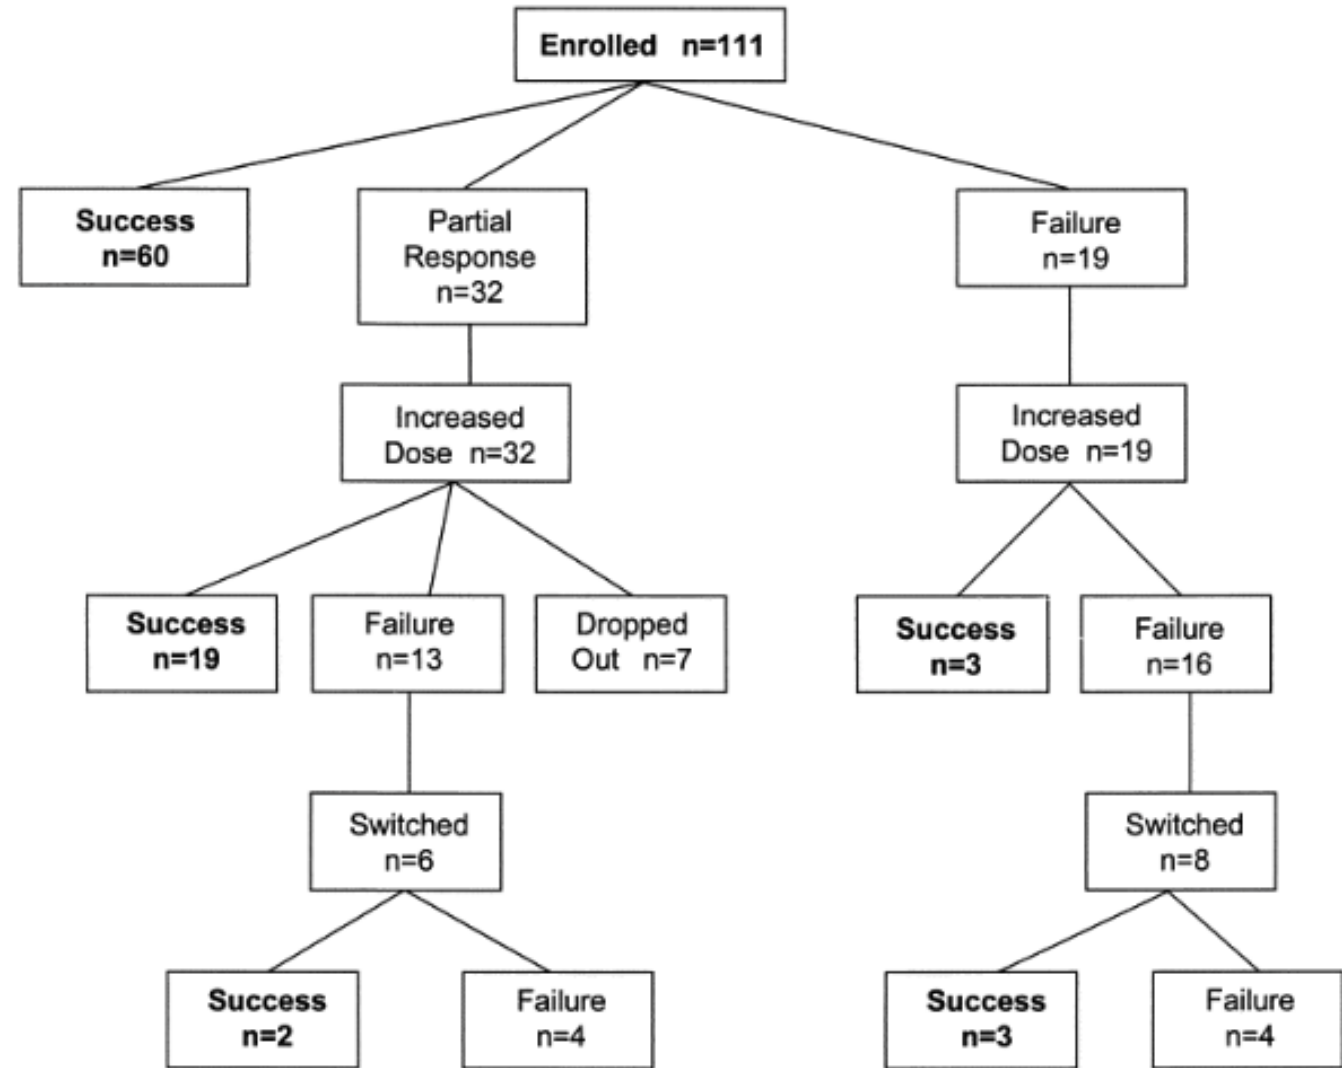 Enrolled n=111
Success
n=60
Partial
Response
n=32
Failure
n=19
Increased
Dose n=32
Increased
Dose n=19
Success
n=19
Failure
n=13
Dropped
Out n=7
Success
n=3
Failure
n=16
Switched
n=6
Switched
n=8
Success
n=2
Failure
n=4
Success
n=3
Failure
n=4